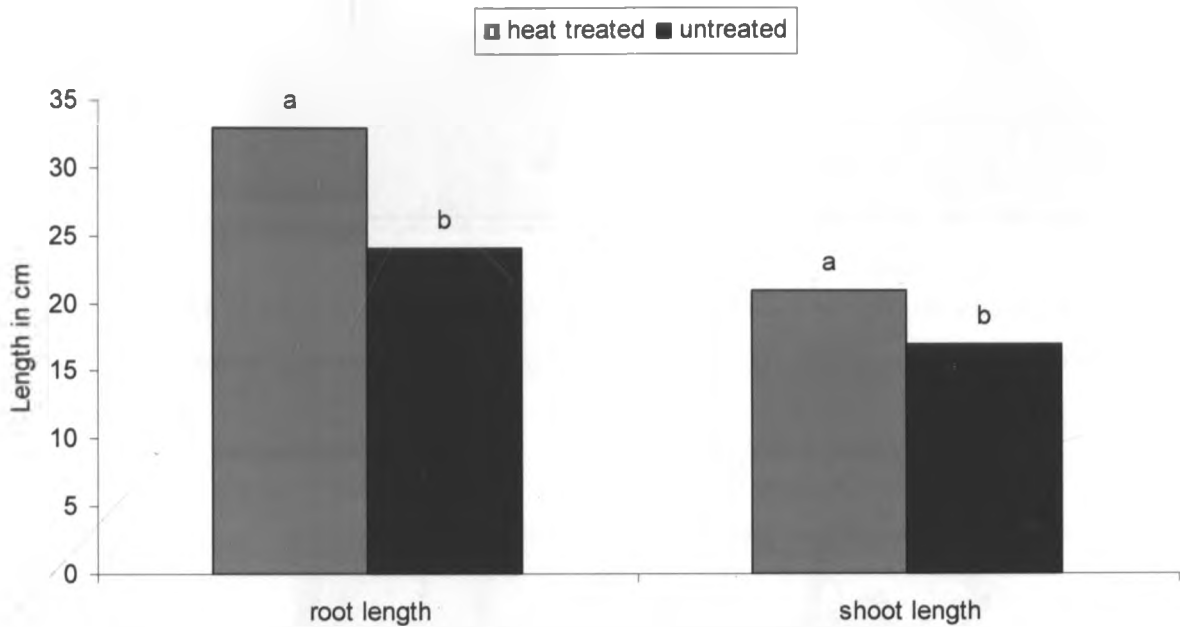 heat treated untreated
35
a
30
b
25
a
20
b
15
10
5
0
Length in cm
root length shoot length